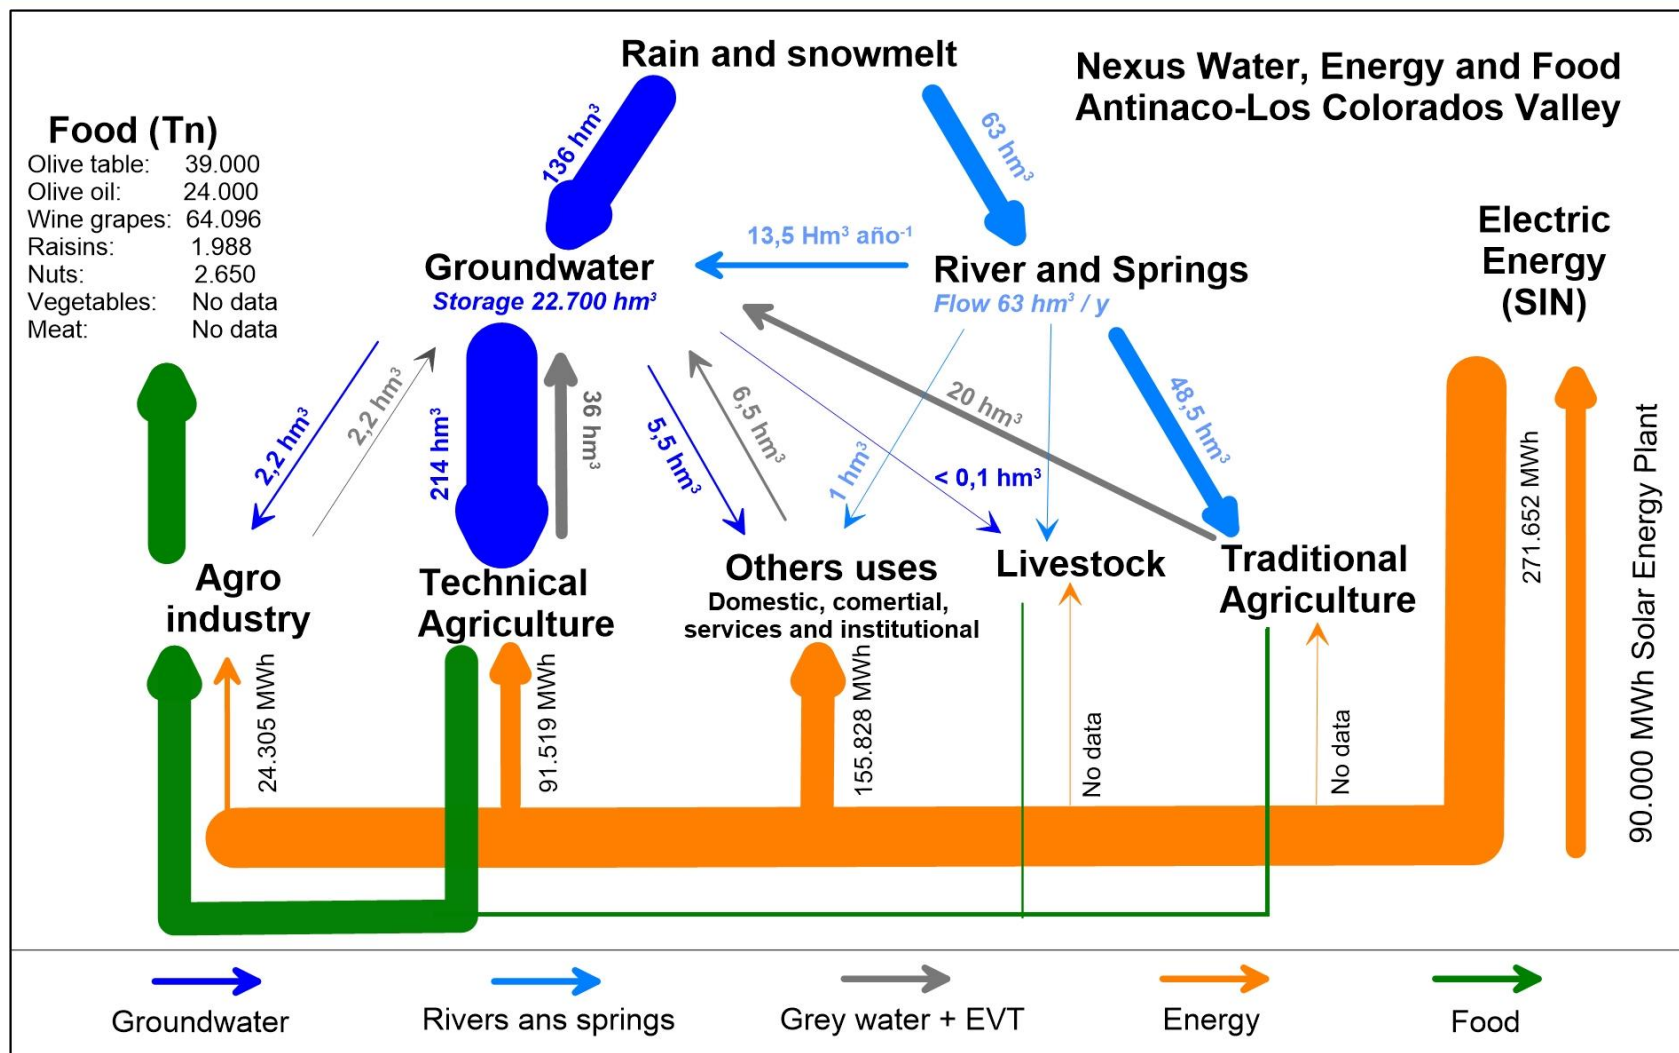 Rain and snowmelt
Nexus Water, Energy and Food
Antinaco-Los Colorados Valley
Food (Tn)
Olive table: 39.000
Olive oil: 24.000
Wine grapes: 64.096
Raisins: 1.988
Nuts: 2.650
Vegetables: No data
Meat: No data
136 hm³
63 hm³
13,5 Hm³ año⁻¹
Groundwater
Storage 22.700 hm³
River and Springs
Flow 63 hm³ / y
Electric
Energy
(SIN)
2,2 hm³
2,2 hm³
214 hm³
36 hm³
5,5 hm³
6,5 hm³
1 hm³
< 0,1 hm³
20 hm³
48,5 hm³
271.652 MWh
90.000 MWh Solar Energy Plant
Agro
industry
Technical
Agriculture
Others uses
Domestic, comertial,
services and institutional
Livestock
Traditional
Agriculture
24.305 MWh
91.519 MWh
155.828 MWh
No data
No data
Groundwater
Rivers ans springs
Grey water + EVT
Energy
Food